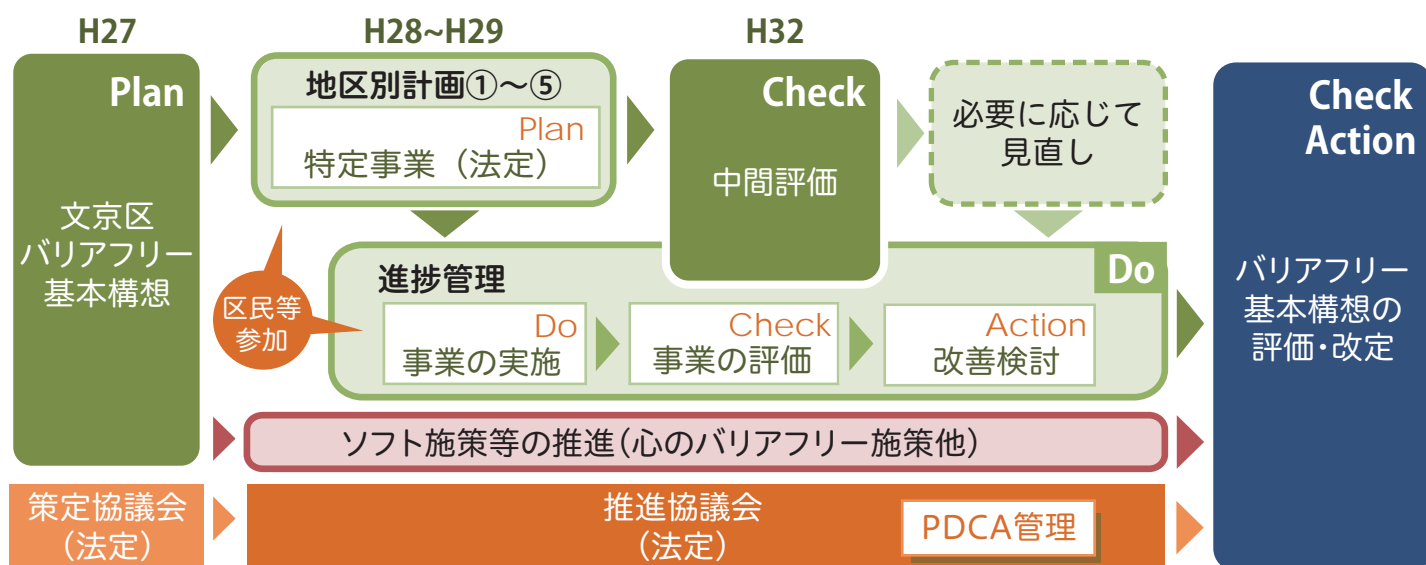 H27
H28~H29
H32
Plan
文京区
バリアフリー
基本構想
地区別計画①～⑤
Plan
特定事業（法定）
Check
中間評価
必要に応じて
見直し
Check
Action
バリアフリー
基本構想の
評価・改定
区民等
参加
進捗管理
Do
Do
事業の実施
Check
事業の評価
Action
改善検討
ソフト施策等の推進(心のバリアフリー施策他)
策定協議会
（法定）
推進協議会
（法定）
PDCA管理